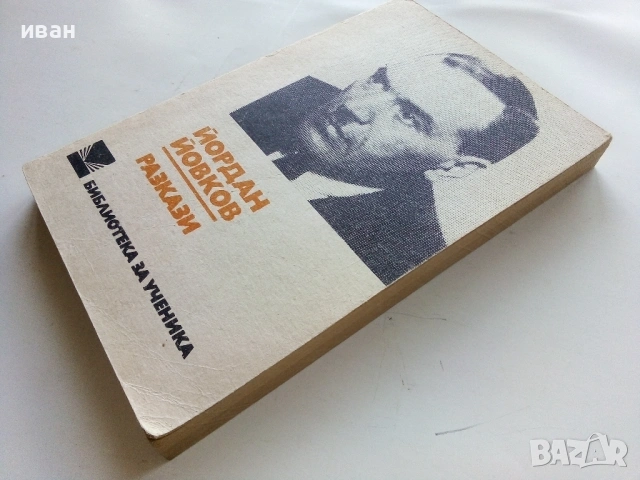 иван
ЙОРДАН
ЙОВКОВ
РАЗКАЗИ
БИБЛИОТЕКА ЗА УЧЕНИКА
BAZAR